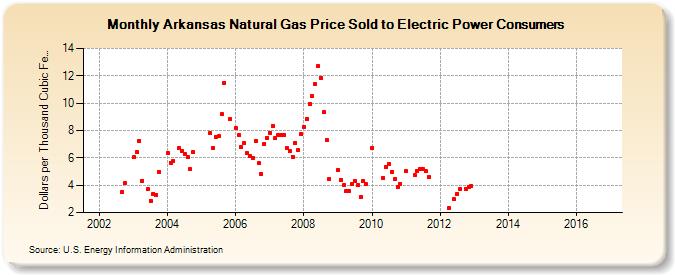 Monthly Arkansas Natural Gas Price Sold to Electric Power Consumers
Dollars per Thousand Cubic Fe...
14
12
10
8
6
4
2
2002 2004 2006 2008 2010 2012 2014 2016
Source: U.S. Energy Information Administration